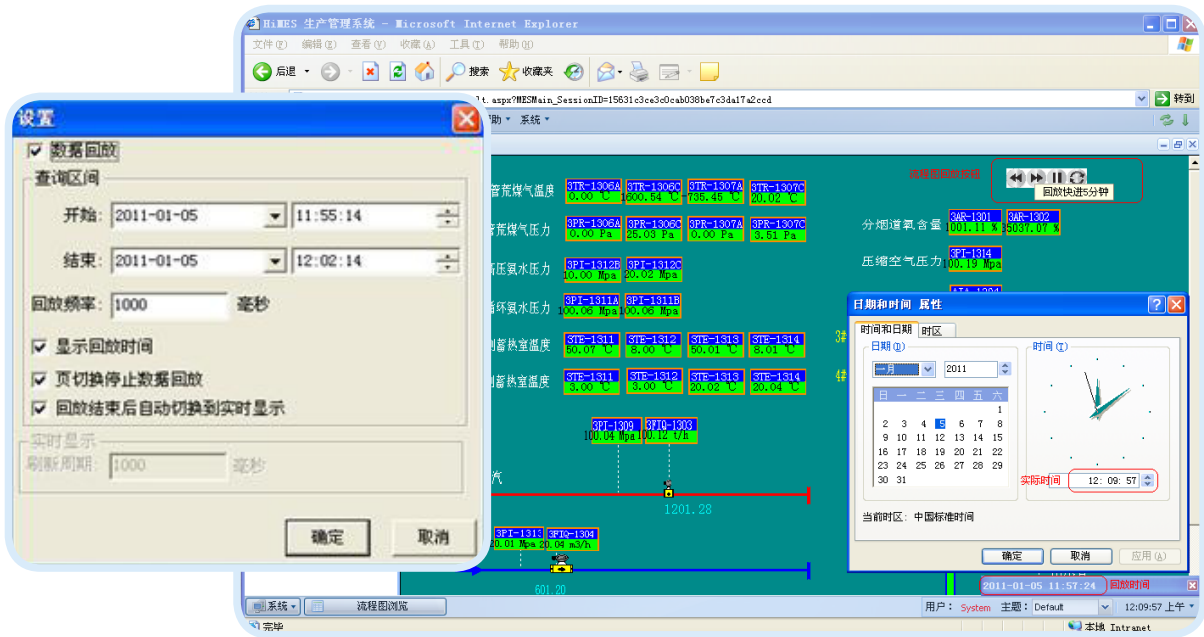 HiMES 生产管理系统 - Microsoft Internet Explorer
文件(F) 编辑(E) 查看(V) 收藏(A) 工具(T) 帮助(H)
后退 搜索 收藏夹
lt.aspx?MESMain_SessionID=15631c3ce3c0cab038be7c3da17a2ccd 转到
助 系统
设置
数据回放
查询区间
开始: 2011-01-05 11:55:14
结束: 2011-01-05 12:02:14
回放频率: 1000 毫秒
显示回放时间
页切换停止数据回放
回放结束后自动切换到实时显示
实时显示
刷新周期: 1000 毫秒
确定 取消
流程图回放按钮
回放快进5分钟
管荒煤气温度 3TR-1306A 3TR-1306C 3TR-1307A 3TR-1307C
0.00 ℃ 1600.54 ℃ -735.45 ℃ 20.02 ℃
管荒煤气压力 3PR-1306A 3PR-1306C 3PR-1307A 3PR-1307C
0.00 Pa 25.03 Pa 0.00 Pa 3.51 Pa
分烟道氧含量 3AR-1301 3AR-1302
1001.11 % 35037.07 %
高压氨水压力 3PI-1312B 3PI-1312C
10.00 Mpa 20.02 Mpa
压缩空气压力 3PI-1314
100.19 Mpa
循环氨水压力 3PI-1311A 3PI-1311B
100.06 Mpa 100.06 Mpa
侧蓄热室温度 3TE-1311 3TE-1312 3TE-1313 3TE-1314
50.07 ℃ 8.00 ℃ 50.01 ℃ 8.01 ℃
3#
侧蓄热室温度 3TE-1311 3TE-1312 3TE-1313 3TE-1314
3.00 ℃ 3.00 ℃ 20.02 ℃ 20.04 ℃
4#
3PI-1309 3FIQ-1303
100.04 Mpa 100.12 t/h
汽
1201.28
3PI-1313 3FIQ-1304
20.01 Mpa 20.04 m3/h
601.20
日期和时间 属性
时间和日期 时区
日期(D)
一月 2011
日 一 二 三 四 五 六
1
2 3 4 5 6 7 8
9 10 11 12 13 14 15
16 17 18 19 20 21 22
23 24 25 26 27 28 29
30 31
时间(T)
实际时间 12: 09: 57
当前时区: 中国标准时间
确定 取消 应用(A)
2011-01-05 11:57:24 回放时间
系统 流程图浏览
用户: System 主题: Default 12:09:57 上午
完毕 本地 Intranet